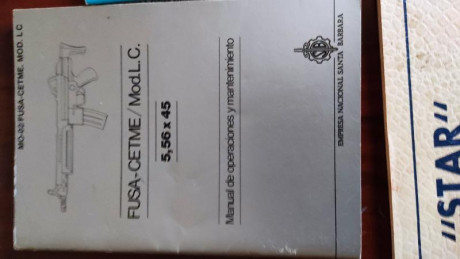 MO-02/FUSA-CETME. MOD. L C
FUSA-CETME/Mod.L.C.
5,56 x 45
Manual de operaciones y mantenimiento
EMPRESA NACIONAL SANTA BARBARA
"STAR"